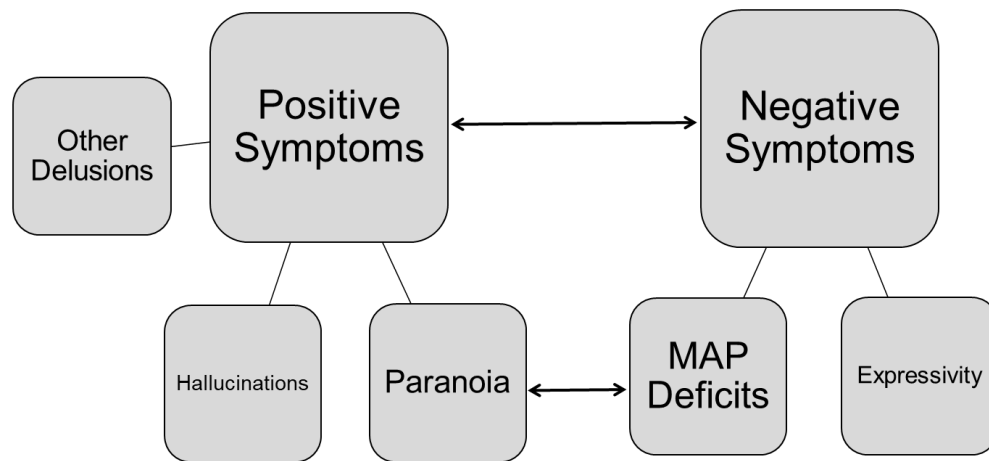 Positive
Symptoms
Negative
Symptoms
Other
Delusions
Hallucinations
Paranoia
MAP
Deficits
Expressivity